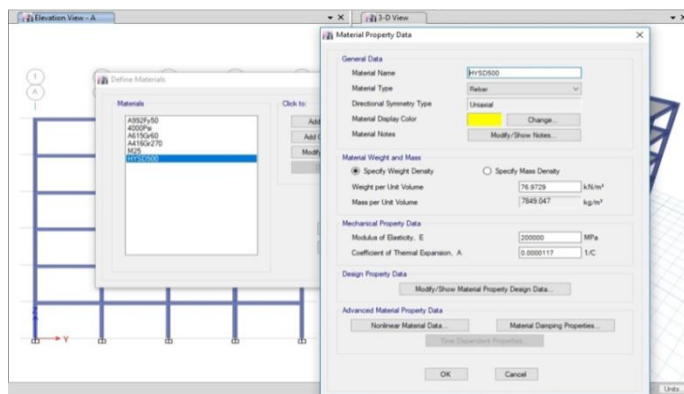 Elevation View - A
3-D View
1
A
Define Materials
Materials
Click to:
A992Fy50
4000Psi
A615Gr60
A416Gr270
M25
HYSD500
Add
Add
Modify
Y
Material Property Data
General Data
Material Name
HYSD500
Material Type
Rebar
Directional Symmetry Type
Uniaxial
Material Display Color
Change...
Material Notes
Modify/Show Notes...
Material Weight and Mass
Specify Weight Density
Specify Mass Density
Weight per Unit Volume
76.9729
kN/m³
Mass per Unit Volume
7849.047
kg/m³
Mechanical Property Data
Modulus of Elasticity, E
200000
MPa
Coefficient of Thermal Expansion, A
0.0000117
1/C
Design Property Data
Modify/Show Material Property Design Data...
Advanced Material Property Data
Nonlinear Material Data...
Material Damping Properties...
Time Dependent Properties...
OK
Cancel
Units...